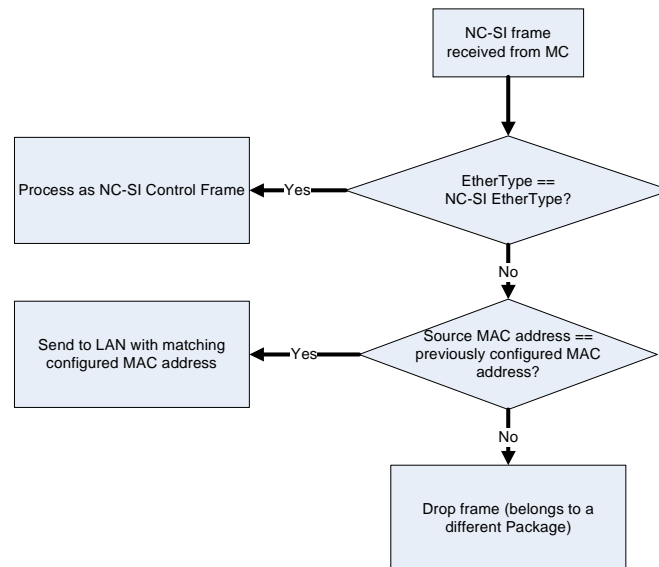 NC-SI frame
received from MC
EtherType ==
NC-SI EtherType?
Yes
Process as NC-SI Control Frame
No
Source MAC address ==
previously configured MAC
address?
Yes
Send to LAN with matching
configured MAC address
No
Drop frame (belongs to a
different Package)